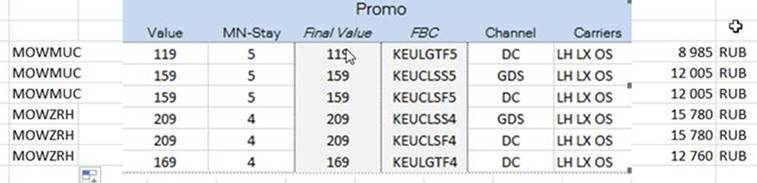 Promo
Value MN-Stay Final Value FBC Channel Carriers
MOWMUC 119 5 119 KEULGTF5 DC LH LX OS 8 985 RUB
MOWMUC 159 5 159 KEUCLSS5 GDS LH LX OS 12 005 RUB
MOWMUC 159 5 159 KEUCLSF5 DC LH LX OS 12 005 RUB
MOWZRH 209 4 209 KEUCLSS4 GDS LH LX OS 15 780 RUB
MOWZRH 209 4 209 KEUCLSF4 DC LH LX OS 15 780 RUB
MOWZRH 169 4 169 KEULGTF4 DC LH LX OS 12 760 RUB